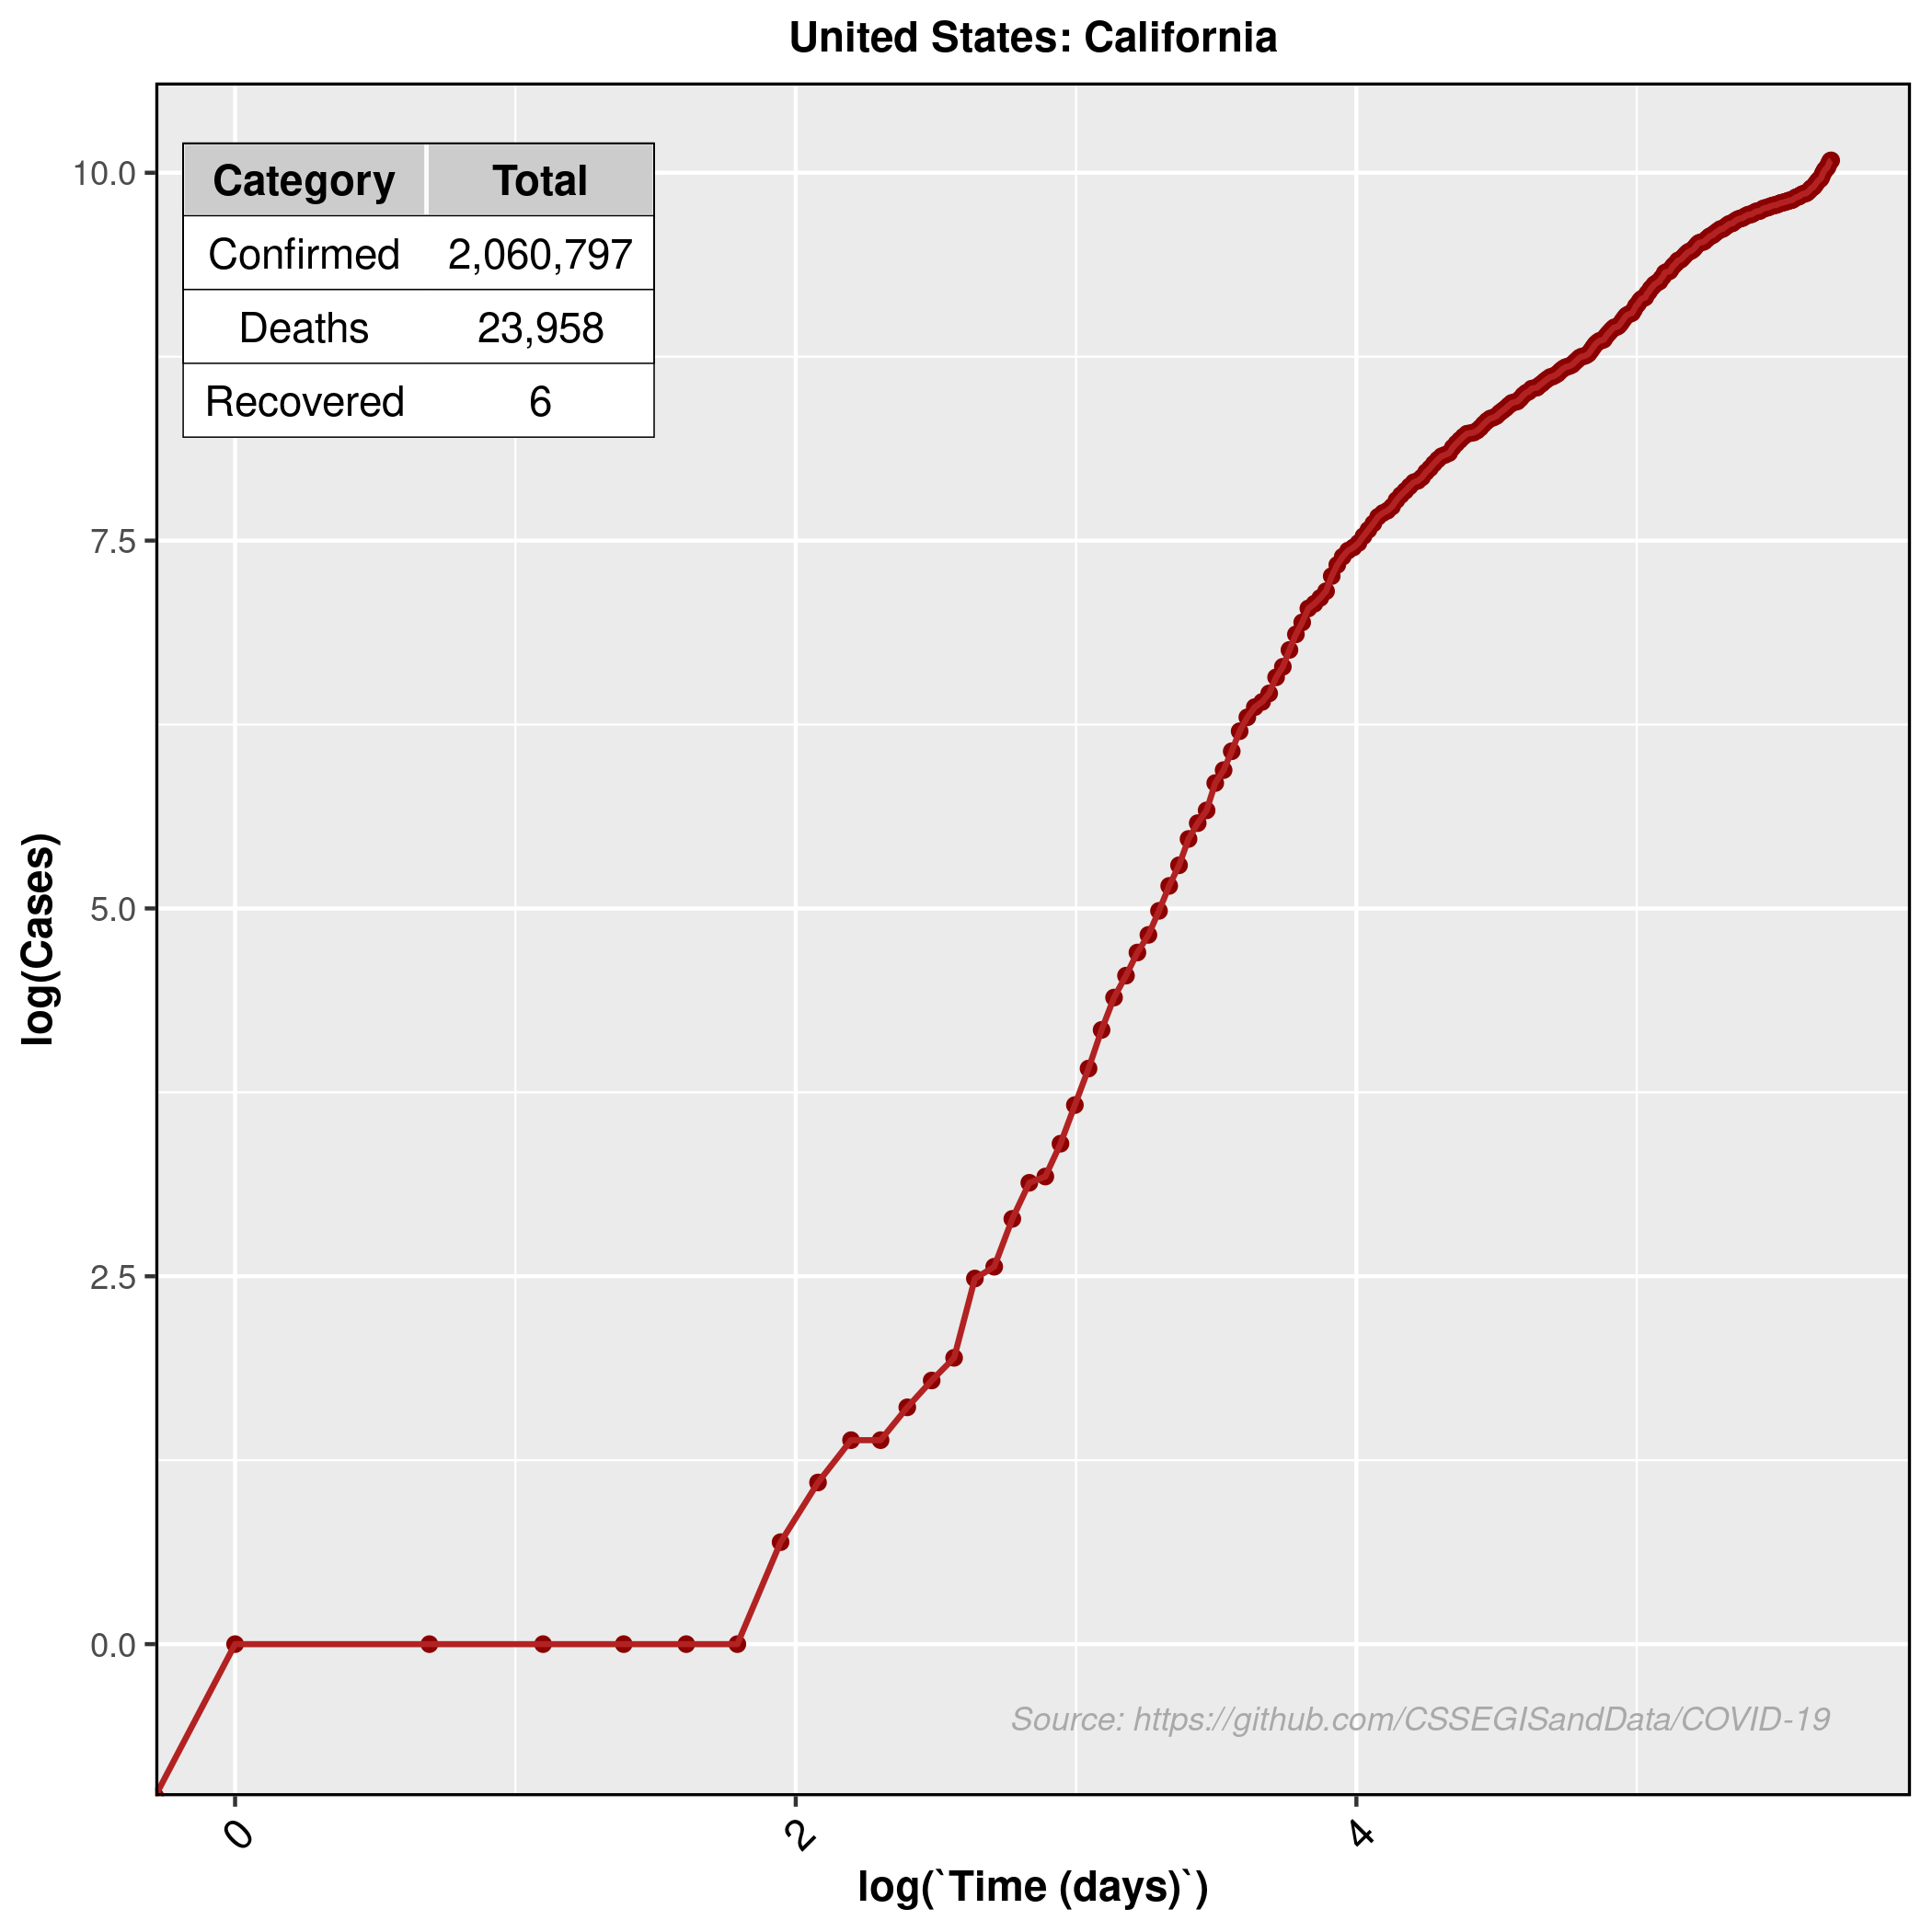 United States: California
Category Total
Confirmed 2,060,797
Deaths 23,958
Recovered 6
10.0
7.5
5.0
2.5
0.0
log(Cases)
Source: https://github.com/CSSEGISandData/COVID-19
0 2 4
log(`Time (days)`)